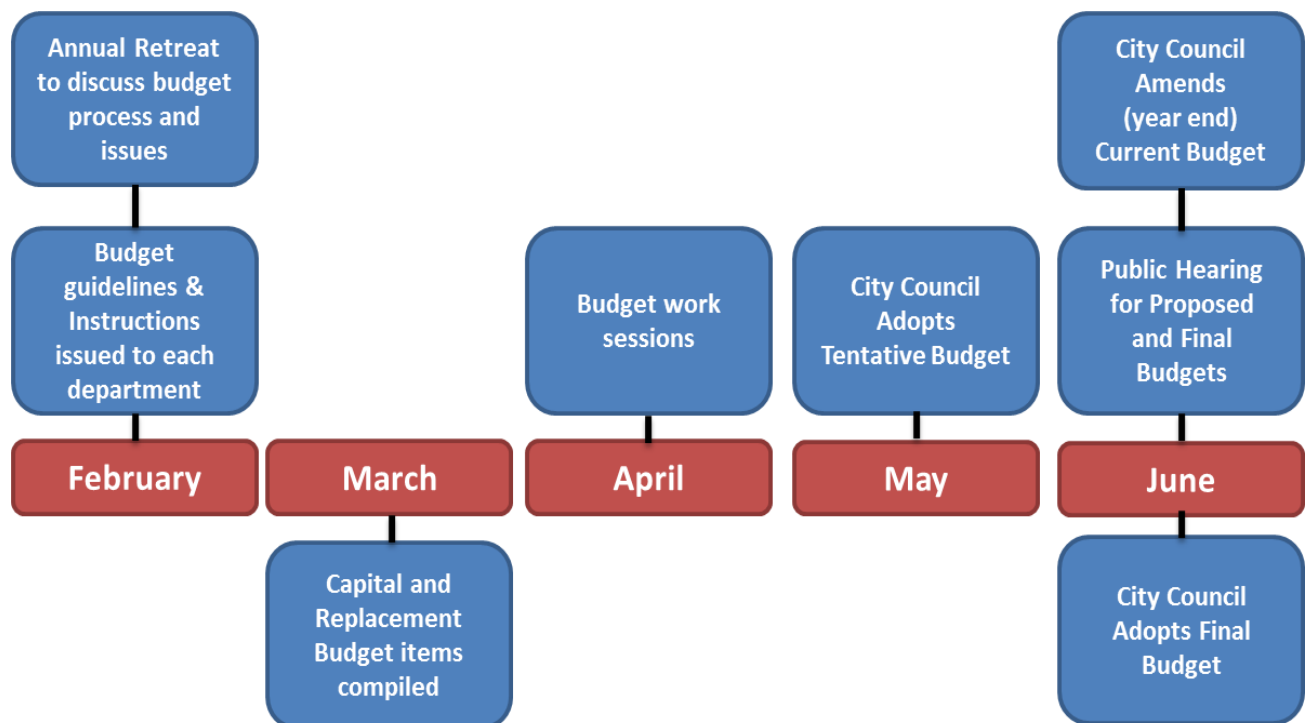 Annual Retreat
to discuss budget
process and
issues
City Council
Amends
(year end)
Current Budget
Budget
guidelines &
Instructions
issued to each
department
Budget work
sessions
City Council
Adopts
Tentative Budget
Public Hearing
for Proposed
and Final
Budgets
February
March
April
May
June
Capital and
Replacement
Budget items
compiled
City Council
Adopts Final
Budget